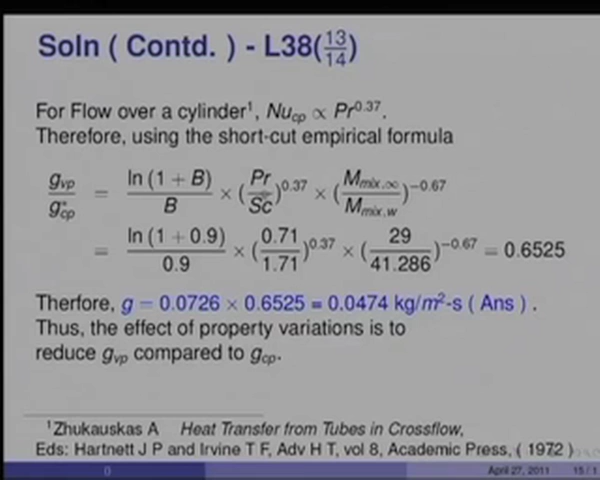 Soln ( Contd. ) - L38(13/14)
For Flow over a cylinder¹, Nu_cp ∝ Pr^0.37.
Therefore, using the short-cut empirical formula
g_vp / g*_cp = ln (1 + B) / B × (Pr / Sc)^0.37 × (M_mix,∞ / M_mix,w)^−0.67
= ln (1 + 0.9) / 0.9 × (0.71 / 1.71)^0.37 × (29 / 41.286)^−0.67 = 0.6525
Therfore, g = 0.0726 × 0.6525 = 0.0474 kg/m²-s ( Ans ) .
Thus, the effect of property variations is to
reduce g_vp compared to g_cp.
¹Zhukauskas A Heat Transfer from Tubes in Crossflow,
Eds: Hartnett J P and Irvine T F, Adv H T, vol 8, Academic Press, ( 1972 )
() April 27, 2011 15 / 1